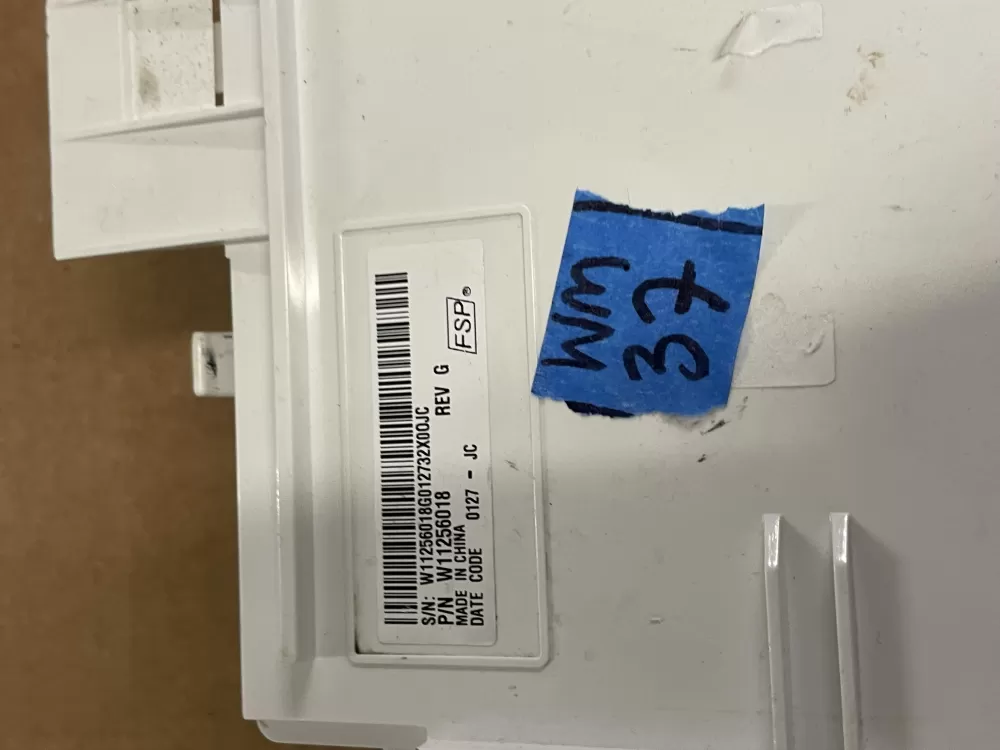 S/N: W11256018G012732X00JC
P/N W11256018 REV G
MADE IN CHINA
DATE CODE 0127 - JC
FSP®
WM
37